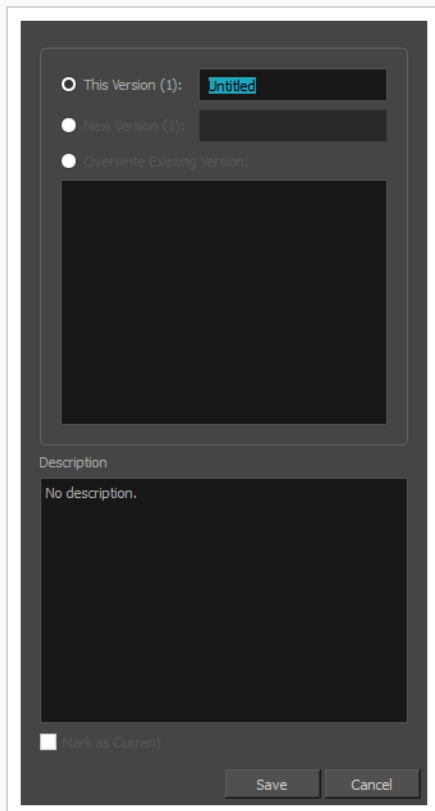 This Version (1):
Untitled
New Version (1):
Overwrite Existing Version:
Description
No description.
Mark as Current
Save
Cancel